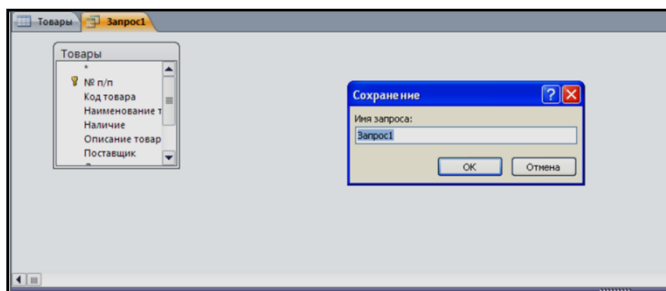 Товары Запрос1
Товары
*
№ п/п
Код товара
Наименование т
Наличие
Описание товар
Поставщик
Сохранение
Имя запроса:
Запрос1
ОК Отмена